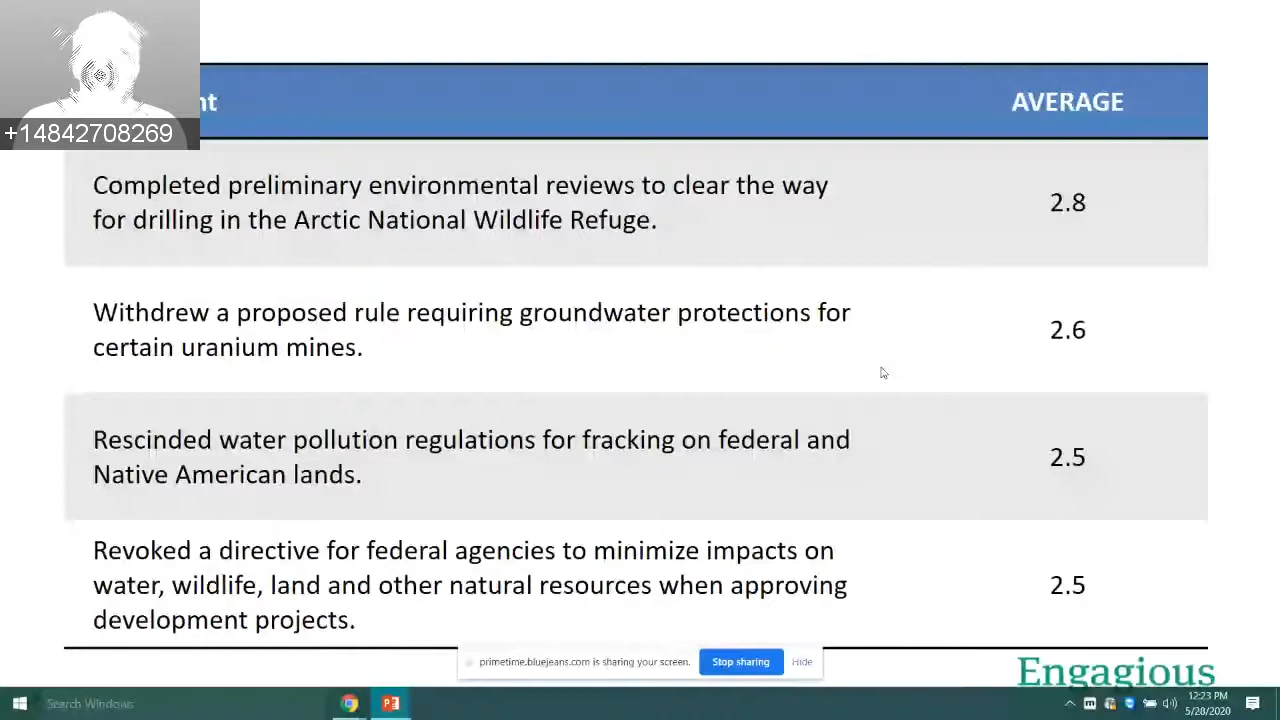 +14842708269
nt
AVERAGE
Completed preliminary environmental reviews to clear the way
for drilling in the Arctic National Wildlife Refuge.
2.8
Withdrew a proposed rule requiring groundwater protections for
certain uranium mines.
2.6
Rescinded water pollution regulations for fracking on federal and
Native American lands.
2.5
Revoked a directive for federal agencies to minimize impacts on
water, wildlife, land and other natural resources when approving
development projects.
2.5
primetime.bluejeans.com is sharing your screen.
Stop sharing
Hide
Engagious
Search Windows
12:23 PM
5/28/2020